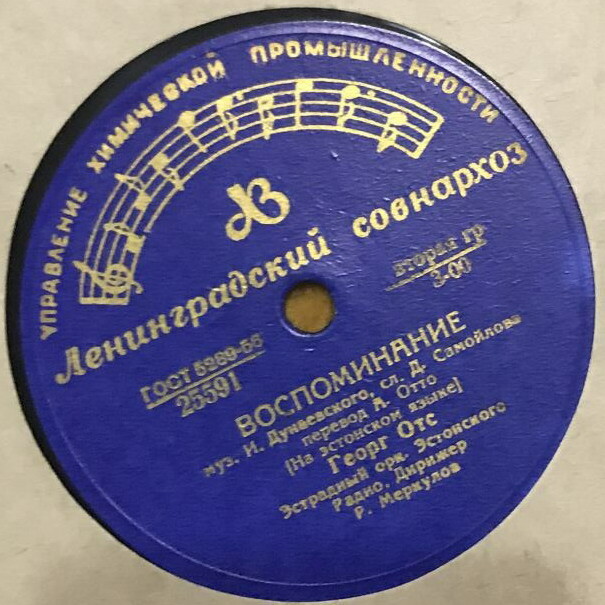 УПРАВЛЕНИЕ ХИМИЧЕСКОЙ ПРОМЫШЛЕННОСТИ
Ленинградский совнархоз
ГОСТ 5289-56
25591
вторая гр
3-00
ВОСПОМИНАНИЕ
муз. И. Дунаевского, сл. Д. Самойлова
перевод А. Отто
(На эстонском языке)
Георг Отс
Эстрадный орк. Эстонского
Радио. Дирижер
Р. Меркулов